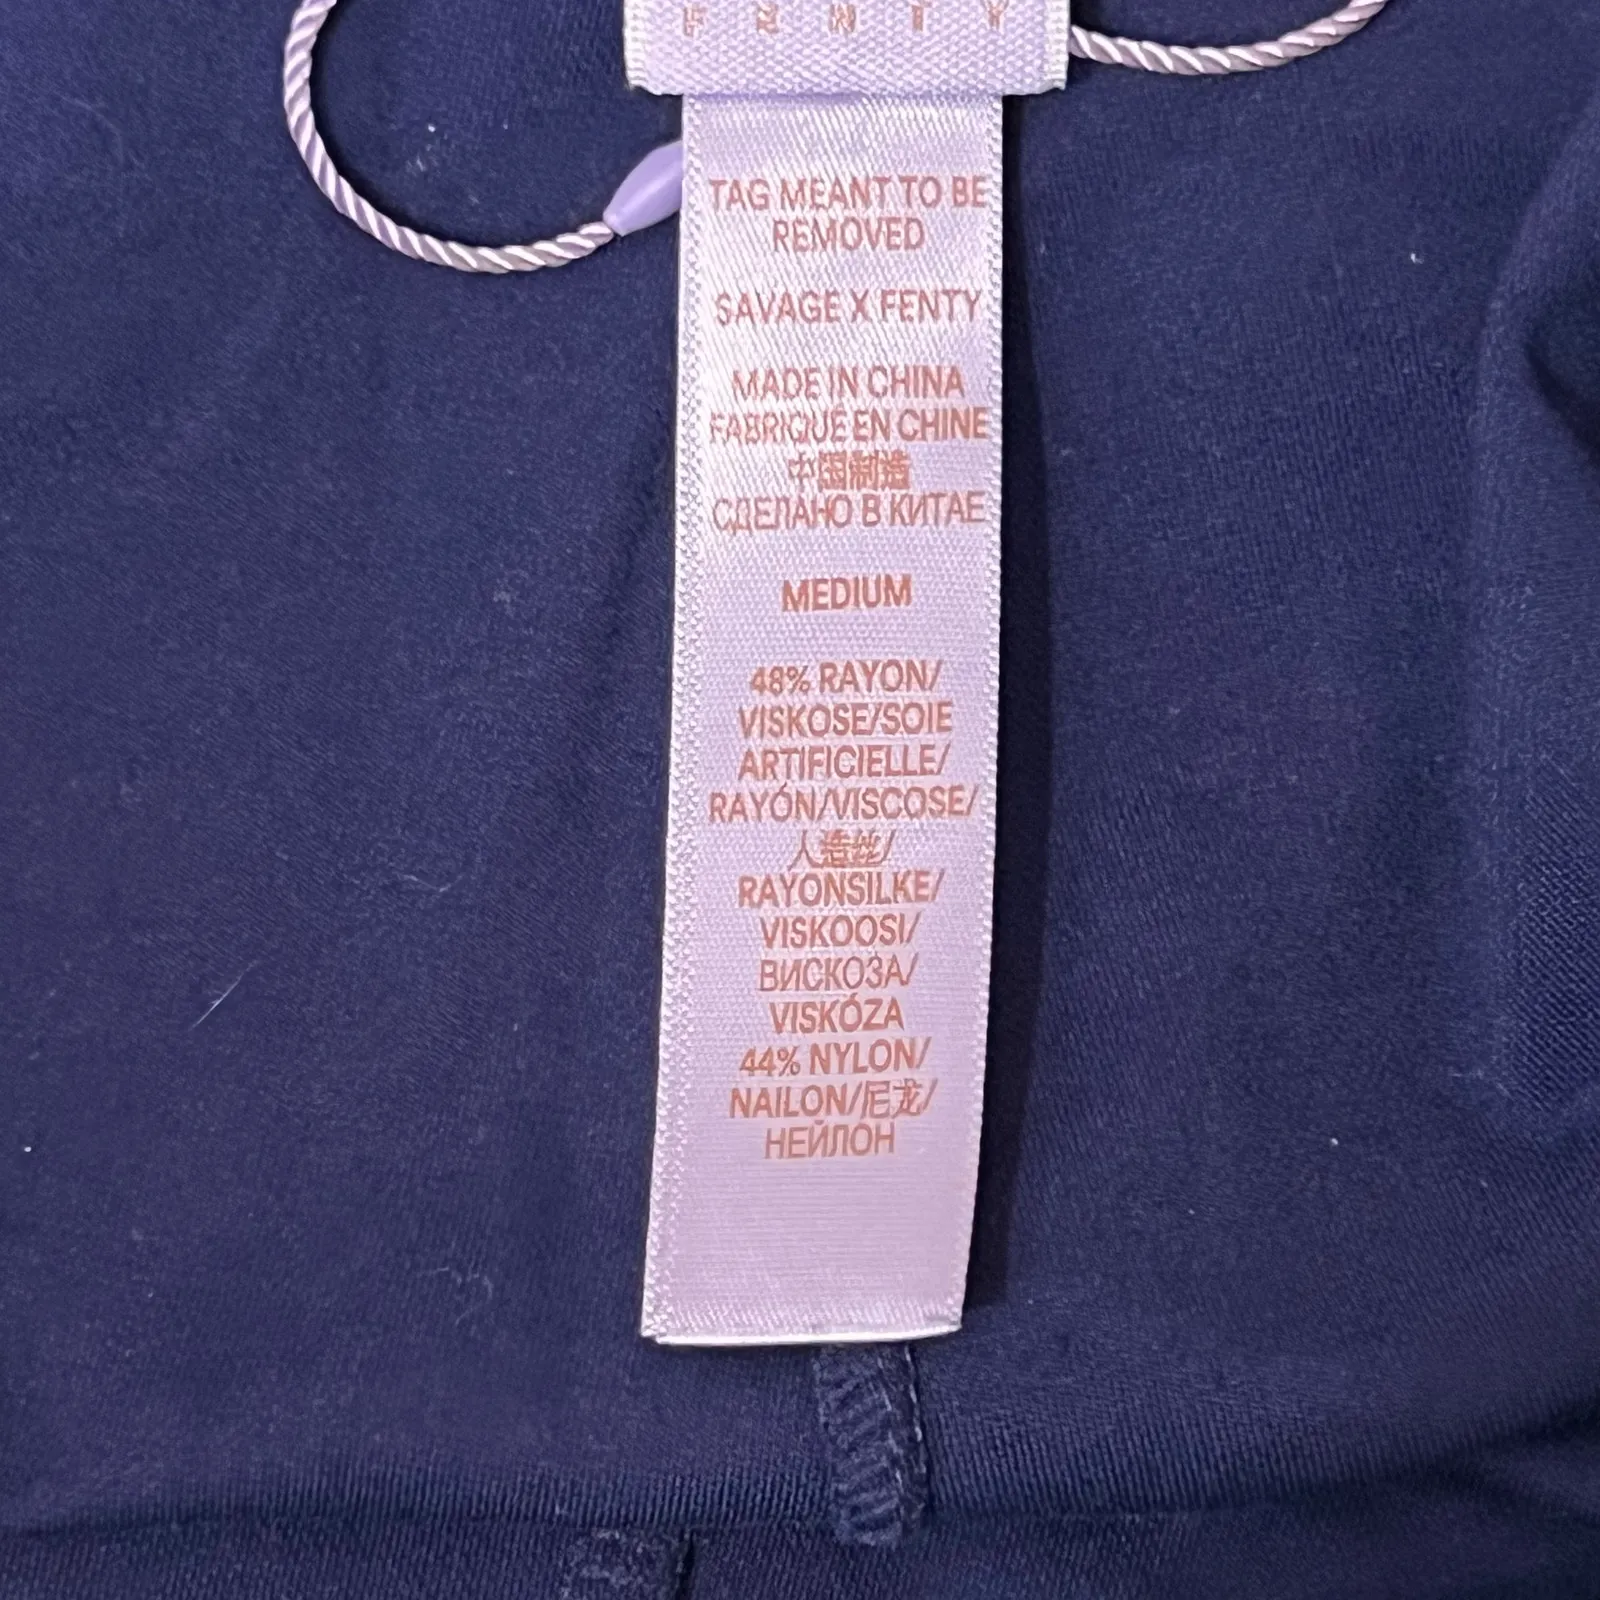 FENTY
TAG MEANT TO BE
REMOVED
SAVAGE X FENTY
MADE IN CHINA
FABRIQUÉ EN CHINE
中国制造
СДЕЛАНО В КИТАЕ
MEDIUM
48% RAYON/
VISKOSE/SOIE
ARTIFICIELLE/
RAYÓN/VISCOSE/
人造丝/
RAYONSILKE/
VISKOOSI/
ВИСКОЗА/
VISKÓZA
44% NYLON/
NAILON/尼龙/
НЕЙЛОН